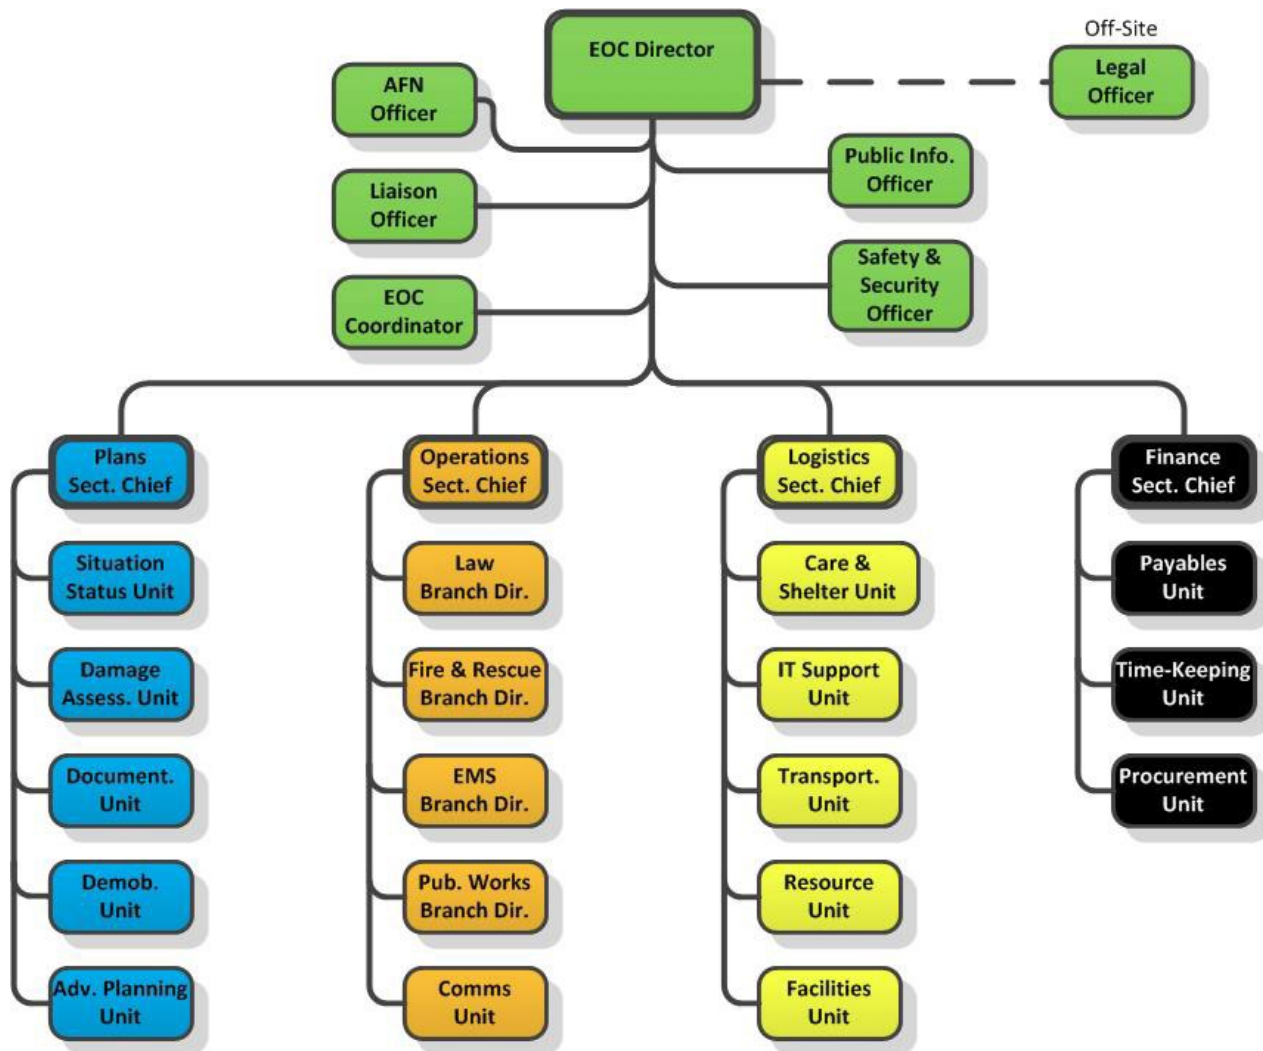 Off-Site
EOC Director
Legal
Officer
AFN
Officer
Public Info.
Officer
Liaison
Officer
Safety &
Security
Officer
EOC
Coordinator
Plans
Sect. Chief
Situation
Status Unit
Damage
Assess. Unit
Document.
Unit
Demob.
Unit
Adv. Planning
Unit
Operations
Sect. Chief
Law
Branch Dir.
Fire & Rescue
Branch Dir.
EMS
Branch Dir.
Pub. Works
Branch Dir.
Comms
Unit
Logistics
Sect. Chief
Care &
Shelter Unit
IT Support
Unit
Transport.
Unit
Resource
Unit
Facilities
Unit
Finance
Sect. Chief
Payables
Unit
Time-Keeping
Unit
Procurement
Unit